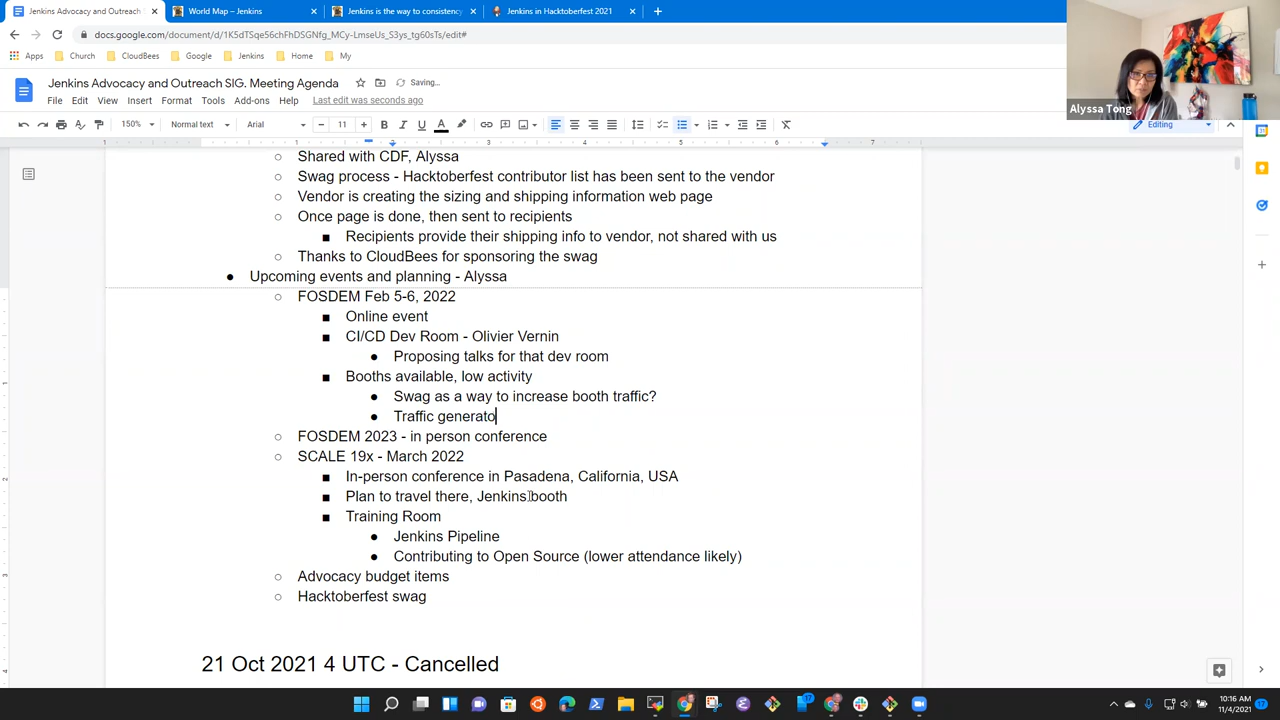 Jenkins Advocacy and Outreach S
World Map – Jenkins
Jenkins is the way to consistency
Jenkins in Hacktoberfest 2021
docs.google.com/document/d/1K5dTSqe56chFhDSGNfg_MCy-LmseUs_S3ys_tg60sTs/edit#
Apps Church CloudBees Google Jenkins Home My
Alyssa Tong
Jenkins Advocacy and Outreach SIG. Meeting Agenda Saving...
File Edit View Insert Format Tools Add-ons Help Last edit was seconds ago
150% Normal text Arial 11 Editing
1 1 2 3 4 5 6 7
Shared with CDF, Alyssa
Swag process - Hacktoberfest contributor list has been sent to the vendor
Vendor is creating the sizing and shipping information web page
Once page is done, then sent to recipients
Recipients provide their shipping info to vendor, not shared with us
Thanks to CloudBees for sponsoring the swag
Upcoming events and planning - Alyssa
FOSDEM Feb 5-6, 2022
Online event
CI/CD Dev Room - Olivier Vernin
Proposing talks for that dev room
Booths available, low activity
Swag as a way to increase booth traffic?
Traffic generato
FOSDEM 2023 - in person conference
SCALE 19x - March 2022
In-person conference in Pasadena, California, USA
Plan to travel there, Jenkins booth
Training Room
Jenkins Pipeline
Contributing to Open Source (lower attendance likely)
Advocacy budget items
Hacktoberfest swag
21 Oct 2021 4 UTC - Cancelled
10:16 AM
11/4/2021